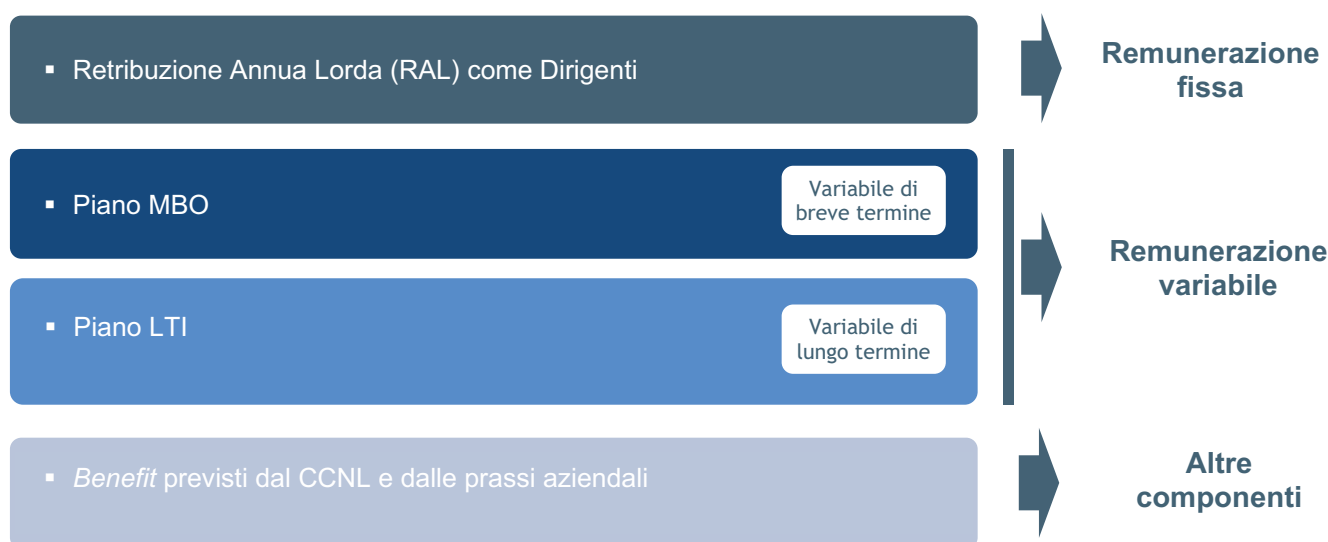 ▪ Retribuzione Annua Lorda (RAL) come Dirigenti
Remunerazione
fissa
▪ Piano MBO
Variabile di
breve termine
▪ Piano LTI
Variabile di
lungo termine
Remunerazione
variabile
▪ Benefit previsti dal CCNL e dalle prassi aziendali
Altre
componenti